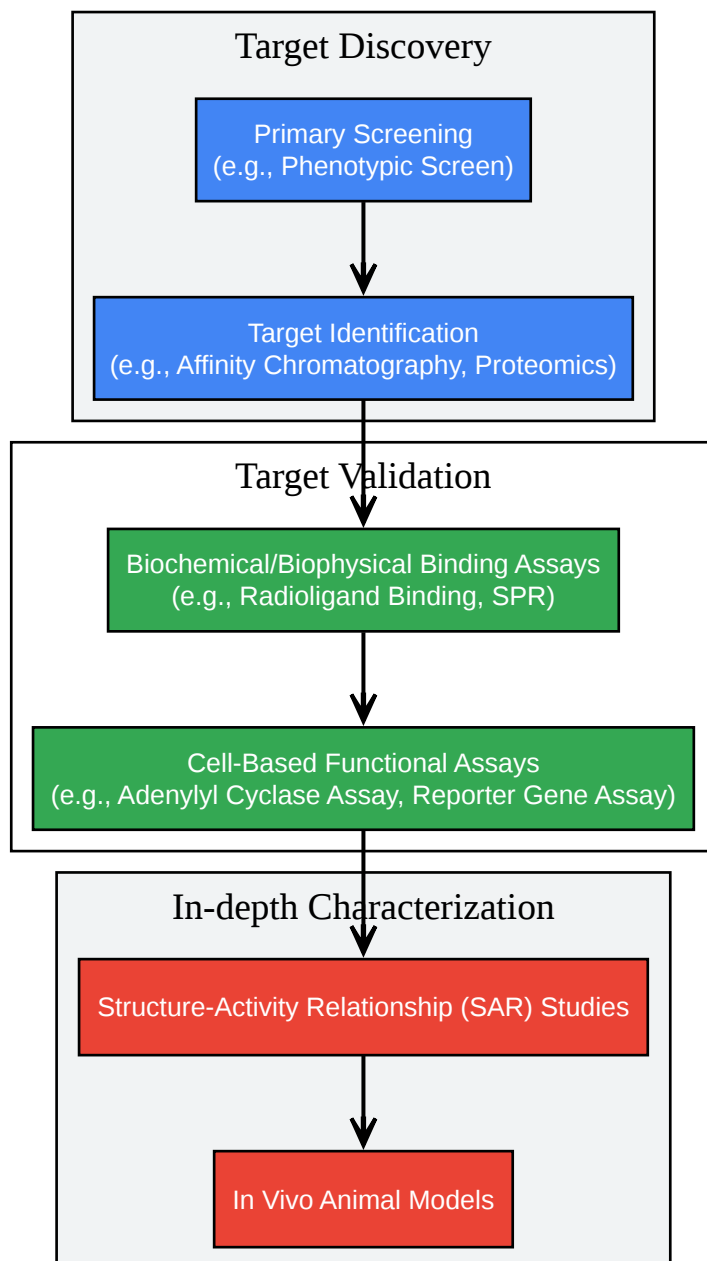 Target Discovery
Primary Screening
(e.g., Phenotypic Screen)
Target Identification
(e.g., Affinity Chromatography, Proteomics)
Target Validation
Biochemical/Biophysical Binding Assays
(e.g., Radioligand Binding, SPR)
Cell-Based Functional Assays
(e.g., Adenylyl Cyclase Assay, Reporter Gene Assay)
In-depth Characterization
Structure-Activity Relationship (SAR) Studies
In Vivo Animal Models